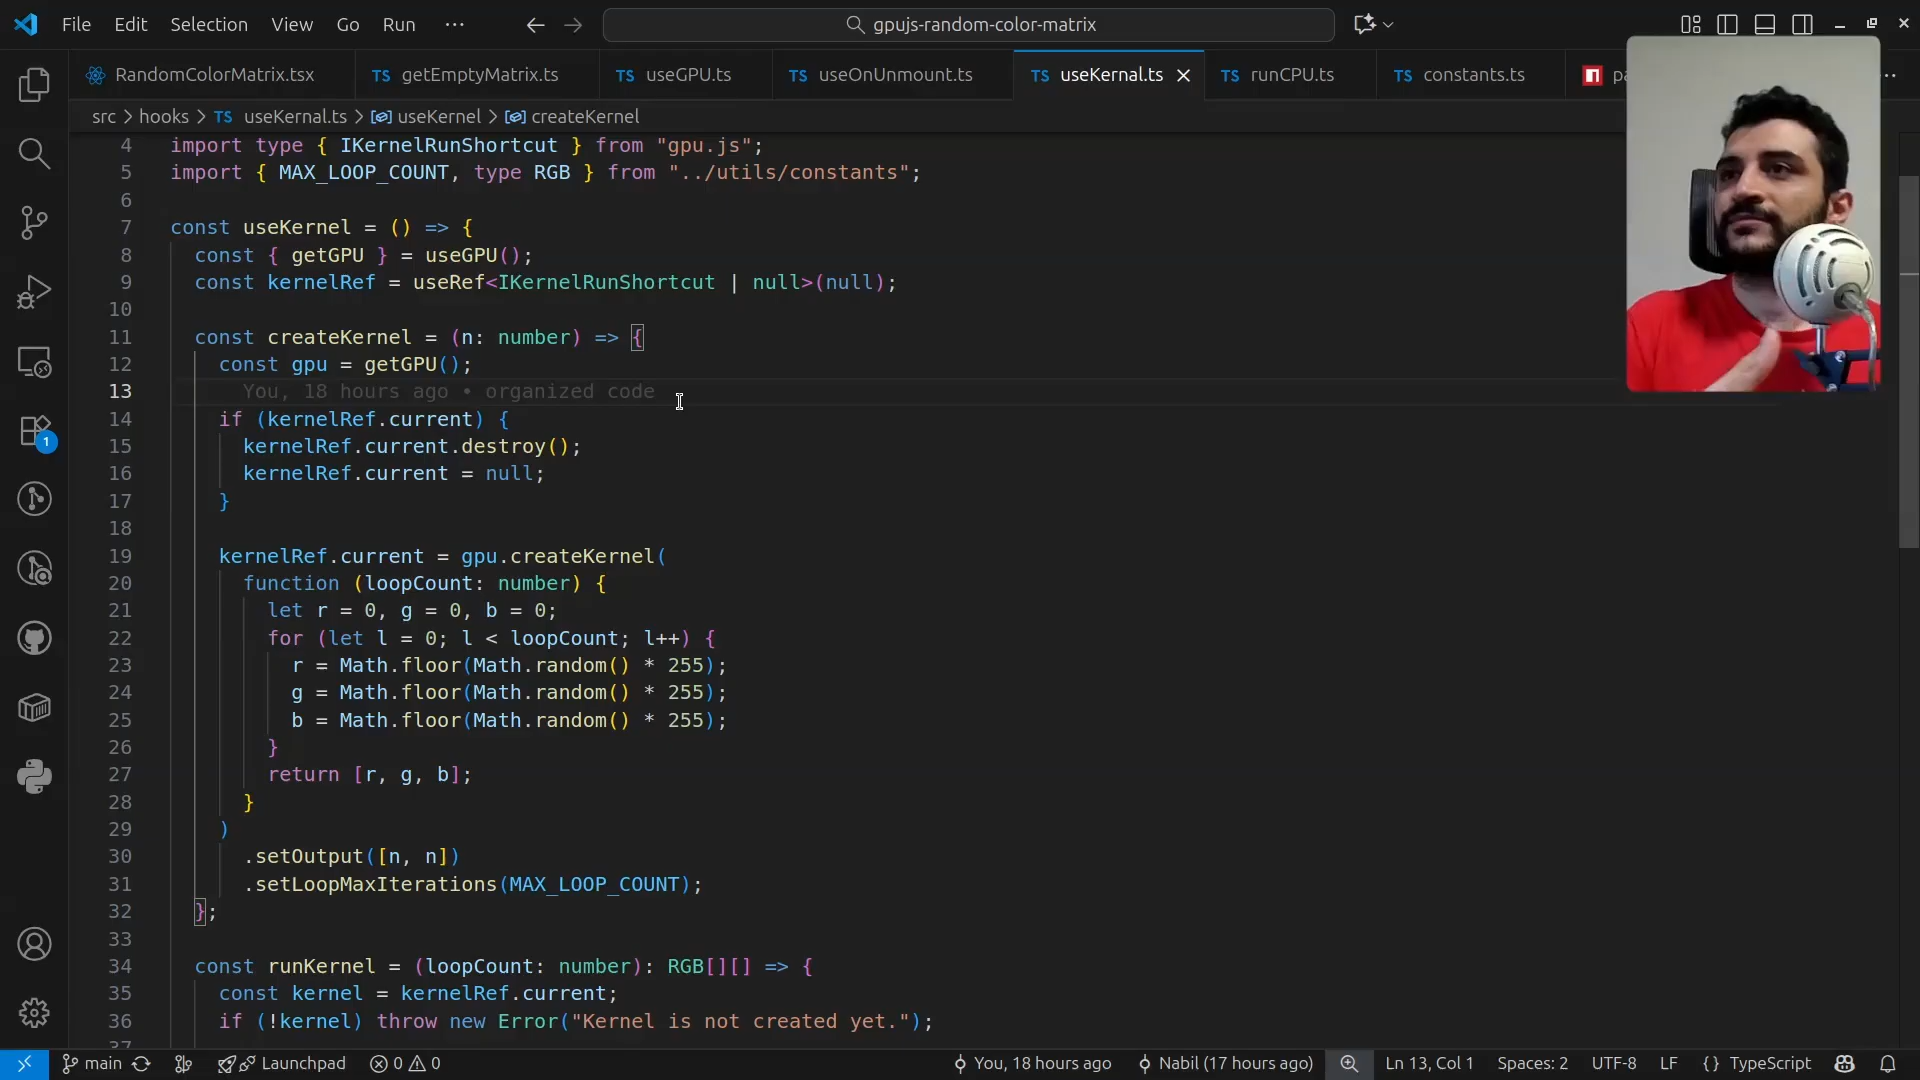 File Edit Selection View Go Run ··· gpujs-random-color-matrix
RandomColorMatrix.tsx TS getEmptyMatrix.ts TS useGPU.ts TS useOnUnmount.ts TS useKernal.ts TS runCPU.ts TS constants.ts
src > hooks > TS useKernal.ts > useKernel > createKernel
4 import type { IKernelRunShortcut } from "gpu.js";
5 import { MAX_LOOP_COUNT, type RGB } from "../utils/constants";
6
7 const useKernel = () => {
8 const { getGPU } = useGPU();
9 const kernelRef = useRef<IKernelRunShortcut | null>(null);
10
11 const createKernel = (n: number) => {
12 const gpu = getGPU();
13 You, 18 hours ago • organized code
14 if (kernelRef.current) {
15 kernelRef.current.destroy();
16 kernelRef.current = null;
17 }
18
19 kernelRef.current = gpu.createKernel(
20 function (loopCount: number) {
21 let r = 0, g = 0, b = 0;
22 for (let l = 0; l < loopCount; l++) {
23 r = Math.floor(Math.random() * 255);
24 g = Math.floor(Math.random() * 255);
25 b = Math.floor(Math.random() * 255);
26 }
27 return [r, g, b];
28 }
29 )
30 .setOutput([n, n])
31 .setLoopMaxIterations(MAX_LOOP_COUNT);
32 };
33
34 const runKernel = (loopCount: number): RGB[][] => {
35 const kernel = kernelRef.current;
36 if (!kernel) throw new Error("Kernel is not created yet.");
37
1
main Launchpad 0 0 You, 18 hours ago Nabil (17 hours ago) Ln 13, Col 1 Spaces: 2 UTF-8 LF {} TypeScript